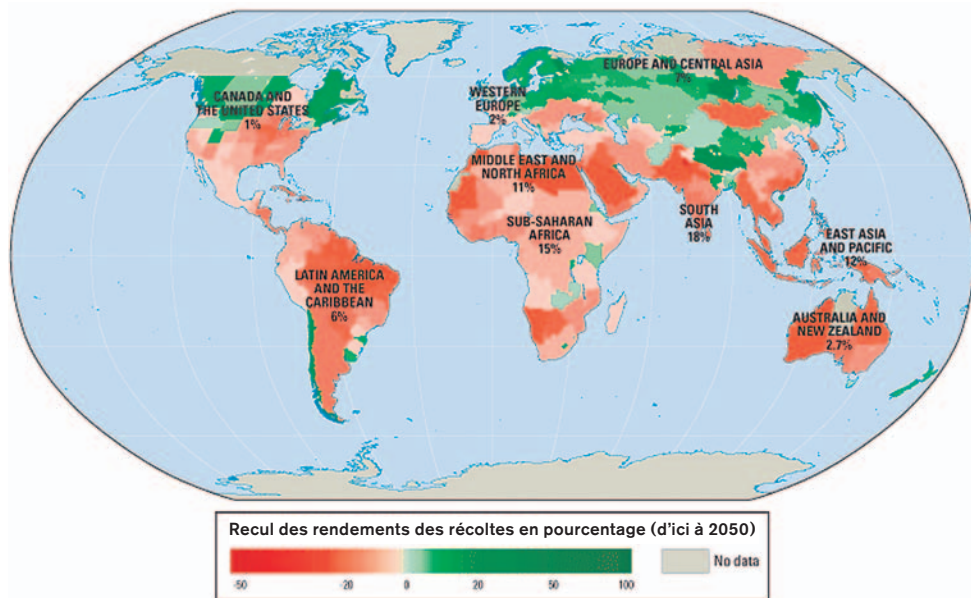 EUROPE AND CENTRAL ASIA
7%
WESTERN
EUROPE
2%
CANADA AND
THE UNITED STATES
1%
MIDDLE EAST AND
NORTH AFRICA
11%
SUB-SAHARAN
AFRICA
15%
SOUTH
ASIA
18%
EAST ASIA
AND PACIFIC
12%
LATIN AMERICA
AND THE
CARIBBEAN
6%
AUSTRALIA AND
NEW ZEALAND
2.7%
Recul des rendements des récoltes en pourcentage (d'ici à 2050)
No data
-50 -20 0 20 50 100